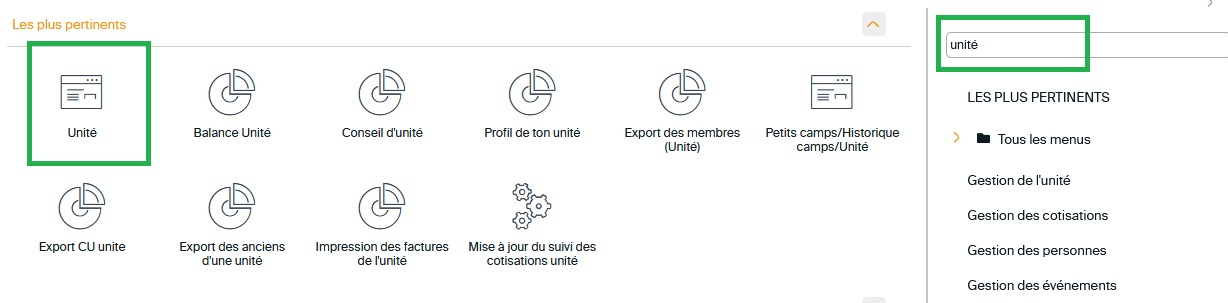 Les plus pertinents
Unité
Balance Unité
Conseil d'unité
Profil de ton unité
Export des membres
(Unité)
Petits camps/Historique
camps/Unité
Export CU unite
Export des anciens
d'une unité
Impression des factures
de l'unité
Mise à jour du suivi des
cotisations unité
unité
LES PLUS PERTINENTS
Tous les menus
Gestion de l'unité
Gestion des cotisations
Gestion des personnes
Gestion des événements